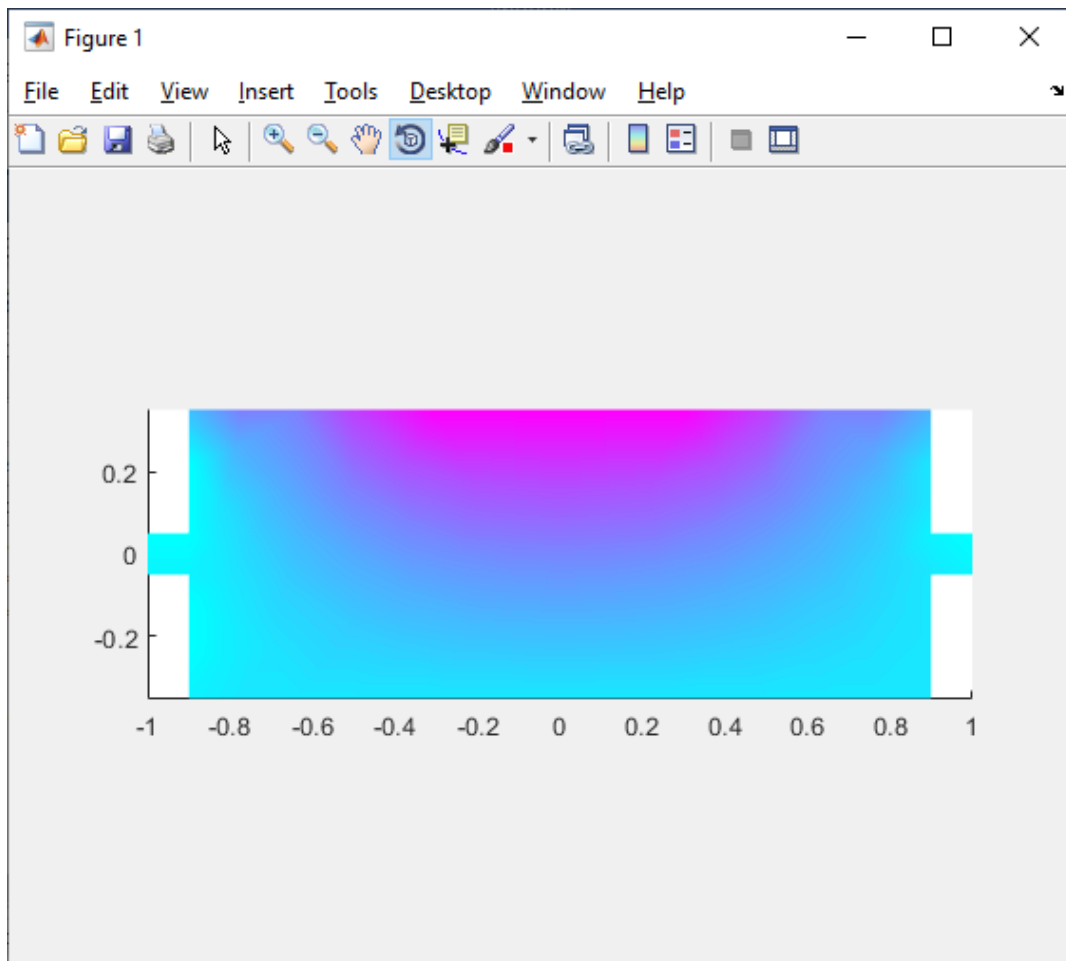 Figure 1
File Edit View Insert Tools Desktop Window Help
0.2
0
-0.2
-1 -0.8 -0.6 -0.4 -0.2 0 0.2 0.4 0.6 0.8 1